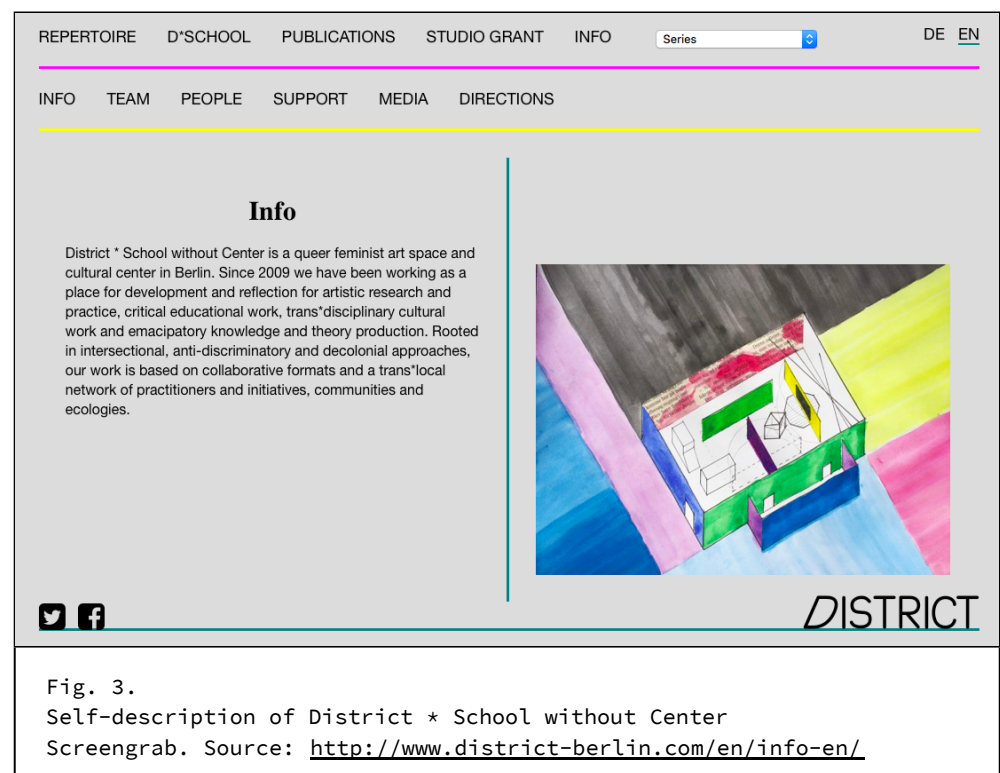 REPERTOIRE D*SCHOOL PUBLICATIONS STUDIO GRANT INFO Series DE EN
INFO TEAM PEOPLE SUPPORT MEDIA DIRECTIONS
Info
District * School without Center is a queer feminist art space and
cultural center in Berlin. Since 2009 we have been working as a
place for development and reflection for artistic research and
practice, critical educational work, trans*disciplinary cultural
work and emacipatory knowledge and theory production. Rooted
in intersectional, anti-discriminatory and decolonial approaches,
our work is based on collaborative formats and a trans*local
network of practitioners and initiatives, communities and
ecologies.
DISTRICT
Fig. 3.
Self-description of District * School without Center
Screengrab. Source: http://www.district-berlin.com/en/info-en/